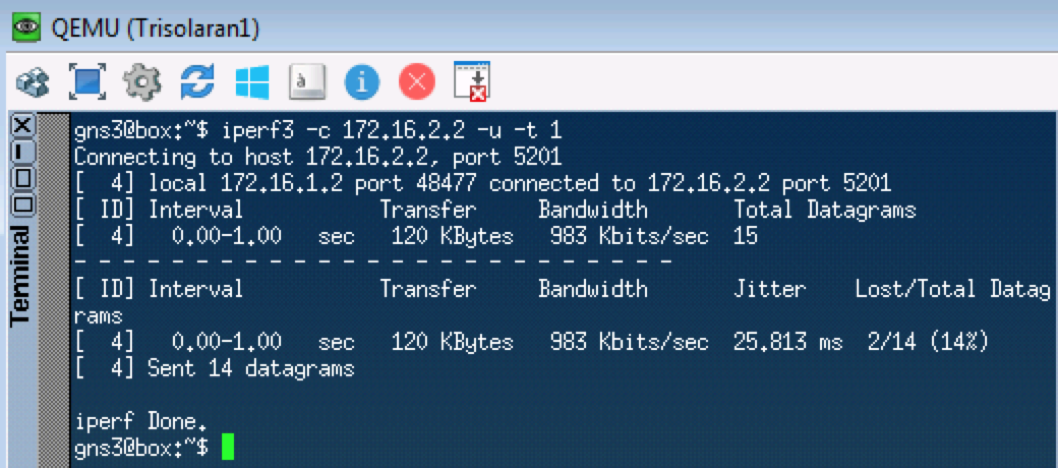 QEMU (Trisolaran1)
à
i
Terminal
gns3@box:~$ iperf3 -c 172.16.2.2 -u -t 1
Connecting to host 172.16.2.2, port 5201
[  4] local 172.16.1.2 port 48477 connected to 172.16.2.2 port 5201
[ ID] Interval           Transfer     Bandwidth       Total Datagrams
[  4]   0.00-1.00   sec   120 KBytes   983 Kbits/sec  15
- - - - - - - - - - - - - - - - - - - - - - - - -
[ ID] Interval           Transfer     Bandwidth       Jitter    Lost/Total Datag
rams
[  4]   0.00-1.00   sec   120 KBytes   983 Kbits/sec  25.813 ms  2/14 (14%)
[  4] Sent 14 datagrams
iperf Done.
gns3@box:~$